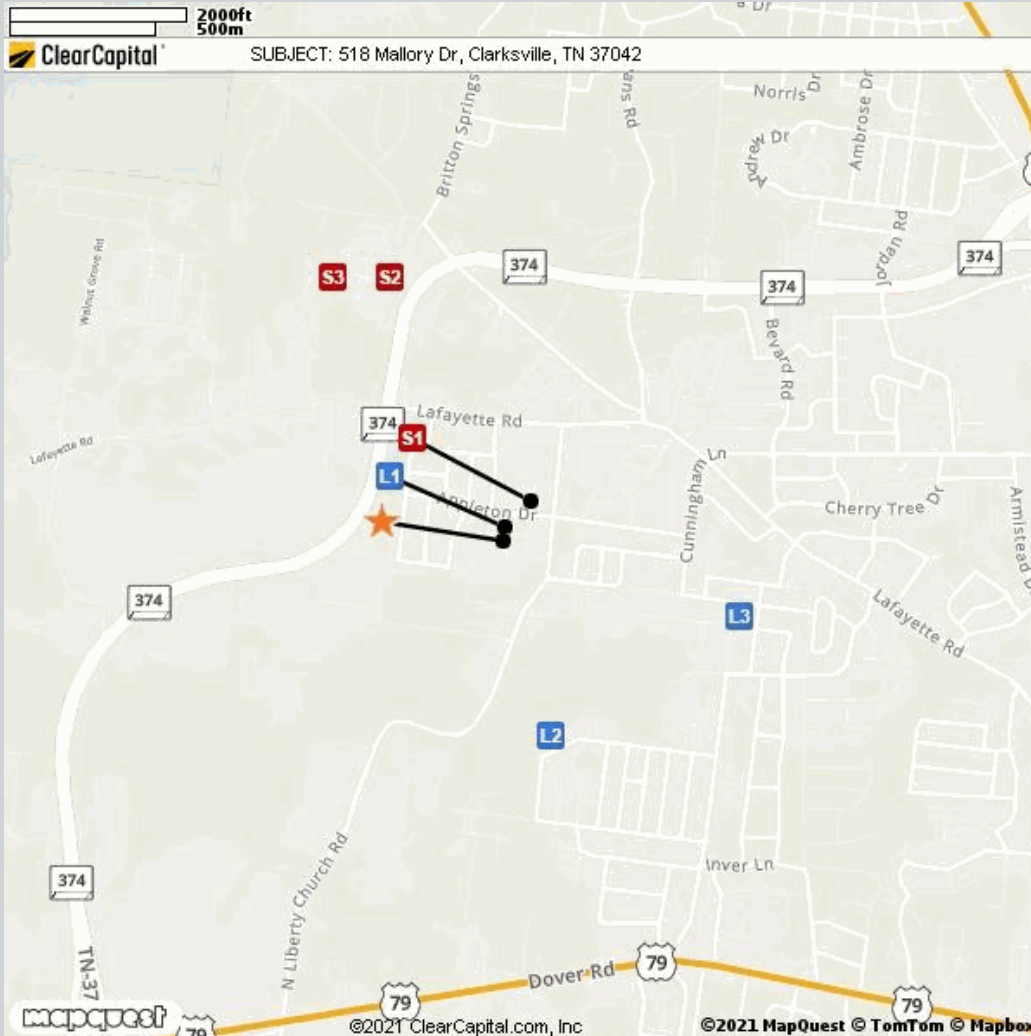 2000ft
500m
a Dr
ClearCapital
SUBJECT: 518 Mallory Dr, Clarksville, TN 37042
Britton Springs
ans Rd
Norris Dr
Ambrose Dr
Dr
Walnut Grove Rd
S3
S2
374
374
374
Jordan Rd
Bevard Rd
374
Lafayette Rd
S1
Lafayette Rd
L1
Appleton Dr
Cunningham Ln
Cherry Tree Dr
Armistead D
374
L3
Lafayette Rd
L2
374
N Liberty Church Rd
Inver Ln
TN-37
Dover Rd
79
79
79
79
mapquest
©2021 ClearCapital.com, Inc
©2021 MapQuest © TomTom © Mapbox